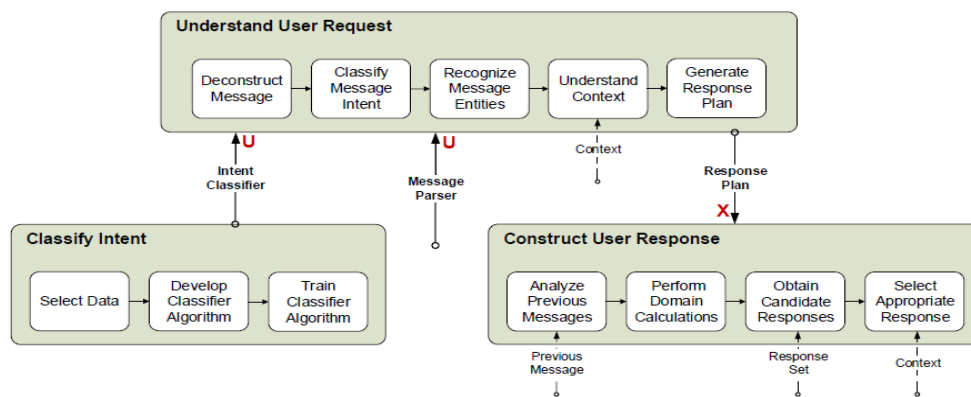 Understand User Request
Deconstruct
Message
Classify
Message
Intent
Recognize
Message
Entities
Understand
Context
Generate
Response
Plan
U
U
Context
Intent
Classifier
Message
Parser
Response
Plan
X
Classify Intent
Select Data
Develop
Classifier
Algorithm
Train
Classifier
Algorithm
Construct User Response
Analyze
Previous
Messages
Perform
Domain
Calculations
Obtain
Candidate
Responses
Select
Appropriate
Response
Previous
Message
Response
Set
Context